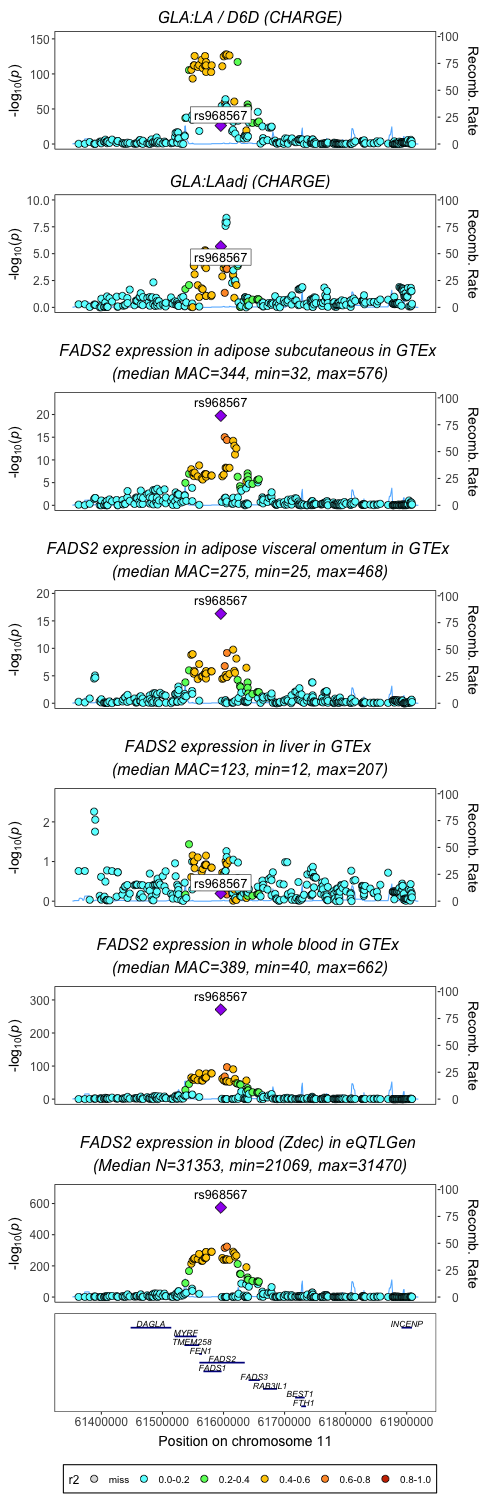 GLA:LA / D6D (CHARGE)
150
100
50
0
100
75
50
25
0
-log10(p)
Recomb. Rate
rs968567
GLA:LAadj (CHARGE)
10.0
7.5
5.0
2.5
0.0
100
75
50
25
0
-log10(p)
Recomb. Rate
rs968567
FADS2 expression in adipose subcutaneous in GTEx
(median MAC=344, min=32, max=576)
20
15
10
5
0
100
75
50
25
0
-log10(p)
Recomb. Rate
rs968567
FADS2 expression in adipose visceral omentum in GTEx
(median MAC=275, min=25, max=468)
20
15
10
5
0
100
75
50
25
0
-log10(p)
Recomb. Rate
rs968567
FADS2 expression in liver in GTEx
(median MAC=123, min=12, max=207)
2
1
0
100
75
50
25
0
-log10(p)
Recomb. Rate
rs968567
FADS2 expression in whole blood in GTEx
(median MAC=389, min=40, max=662)
300
200
100
0
100
75
50
25
0
-log10(p)
Recomb. Rate
rs968567
FADS2 expression in blood (Zdec) in eQTLGen
(Median N=31353, min=21069, max=31470)
600
400
200
0
100
75
50
25
0
-log10(p)
Recomb. Rate
rs968567
DAGLA INCENP
MYRF
TMEM258
FEN1
FADS2
FADS1
FADS3
RAB3IL1
BEST1
FTH1
61400000 61500000 61600000 61700000 61800000 61900000
Position on chromosome 11
r2 miss 0.0-0.2 0.2-0.4 0.4-0.6 0.6-0.8 0.8-1.0